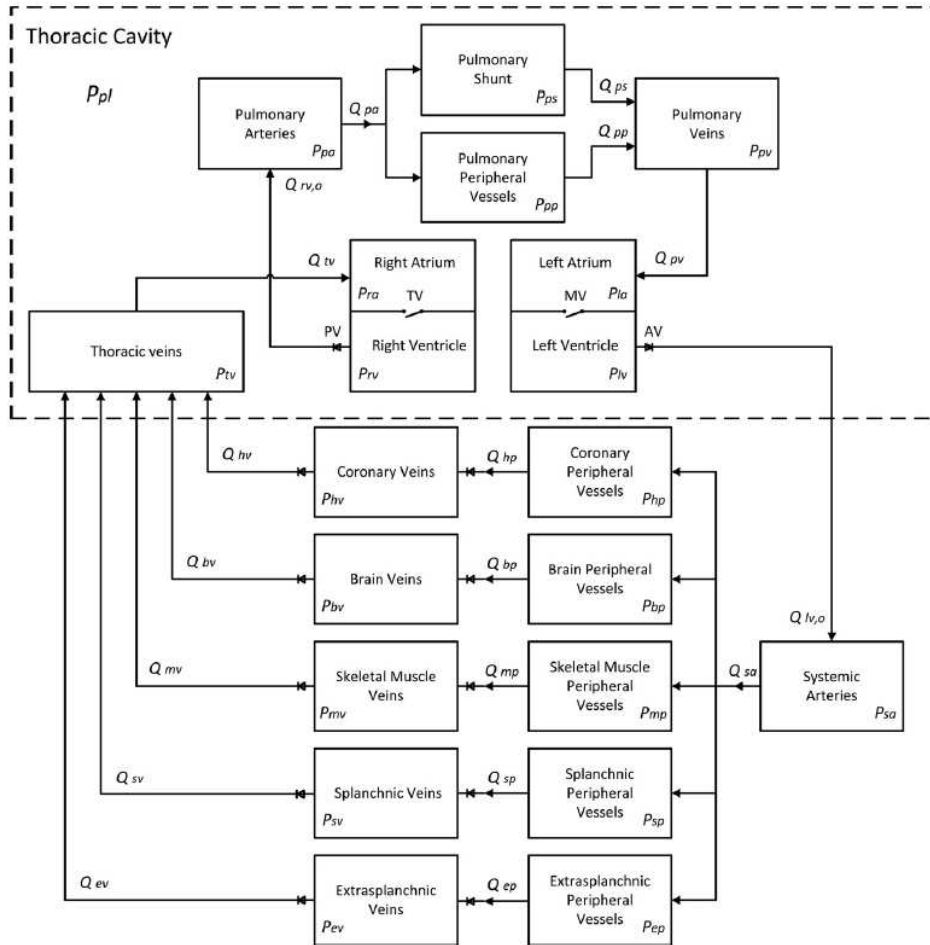 Thoracic Cavity
Ppl
Pulmonary
Arteries
Ppa
Q pa
Pulmonary
Shunt
Pps
Pulmonary
Peripheral
Vessels
Ppp
Q ps
Q pp
Pulmonary
Veins
Ppv
Q rv,o
Q tv
Q pv
Right Atrium
Pra
TV
PV
Right Ventricle
Prv
Left Atrium
Pla
MV
AV
Left Ventricle
Plv
Thoracic veins
Ptv
Q hv
Coronary Veins
Phv
Q hp
Coronary
Peripheral
Vessels
Php
Q bv
Brain Veins
Pbv
Q bp
Brain Peripheral
Vessels
Pbp
Q lv,o
Q mv
Skeletal Muscle
Veins
Pmv
Q mp
Skeletal Muscle
Peripheral
Vessels
Pmp
Q sa
Systemic
Arteries
Psa
Q sv
Splanchnic Veins
Psv
Q sp
Splanchnic
Peripheral
Vessels
Psp
Q ev
Extrasplanchnic
Veins
Pev
Q ep
Extrasplanchnic
Peripheral
Vessels
Pep